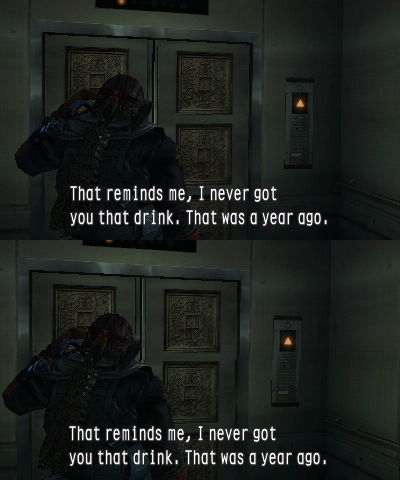 That reminds me, I never got
you that drink. That was a year ago.
That reminds me, I never got
you that drink. That was a year ago.